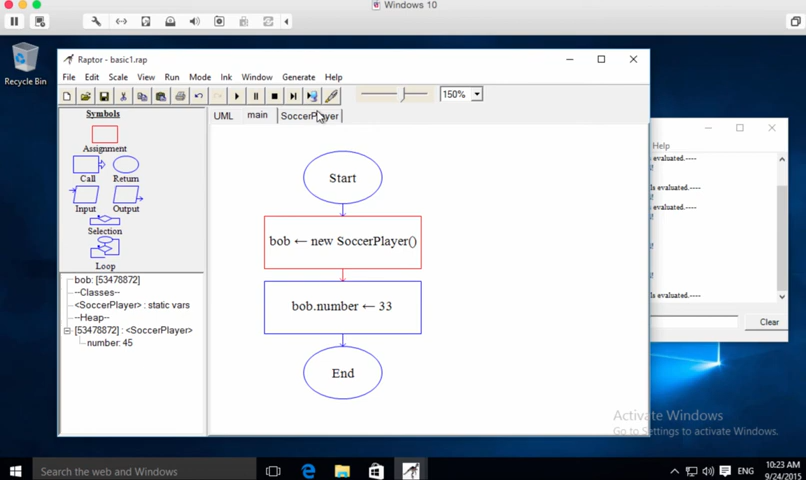 Windows 10
Recycle Bin
Raptor - basic1.rap
File Edit Scale View Run Mode Ink Window Generate Help
150%
Symbols
Assignment
Call Return
Input Output
Selection
Loop
UML main SoccerPlayer
Start
bob ← new SoccerPlayer()
bob.number ← 33
End
bob: [53478872]
--Classes--
<SoccerPlayer> : static vars
--Heap--
[53478872] : <SoccerPlayer>
number: 45
Help
evaluated.----
evaluated.----
Clear
Activate Windows
Go to Settings to activate Windows.
Search the web and Windows
ENG
10:23 AM
9/24/2015